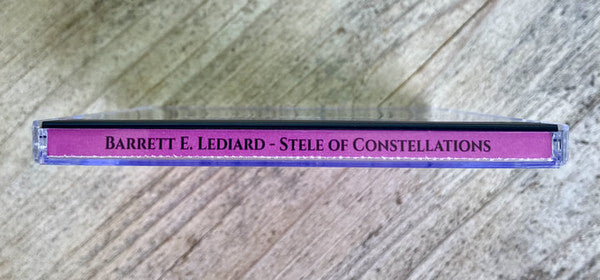 Barrett E. Lediard - Stele of Constellations